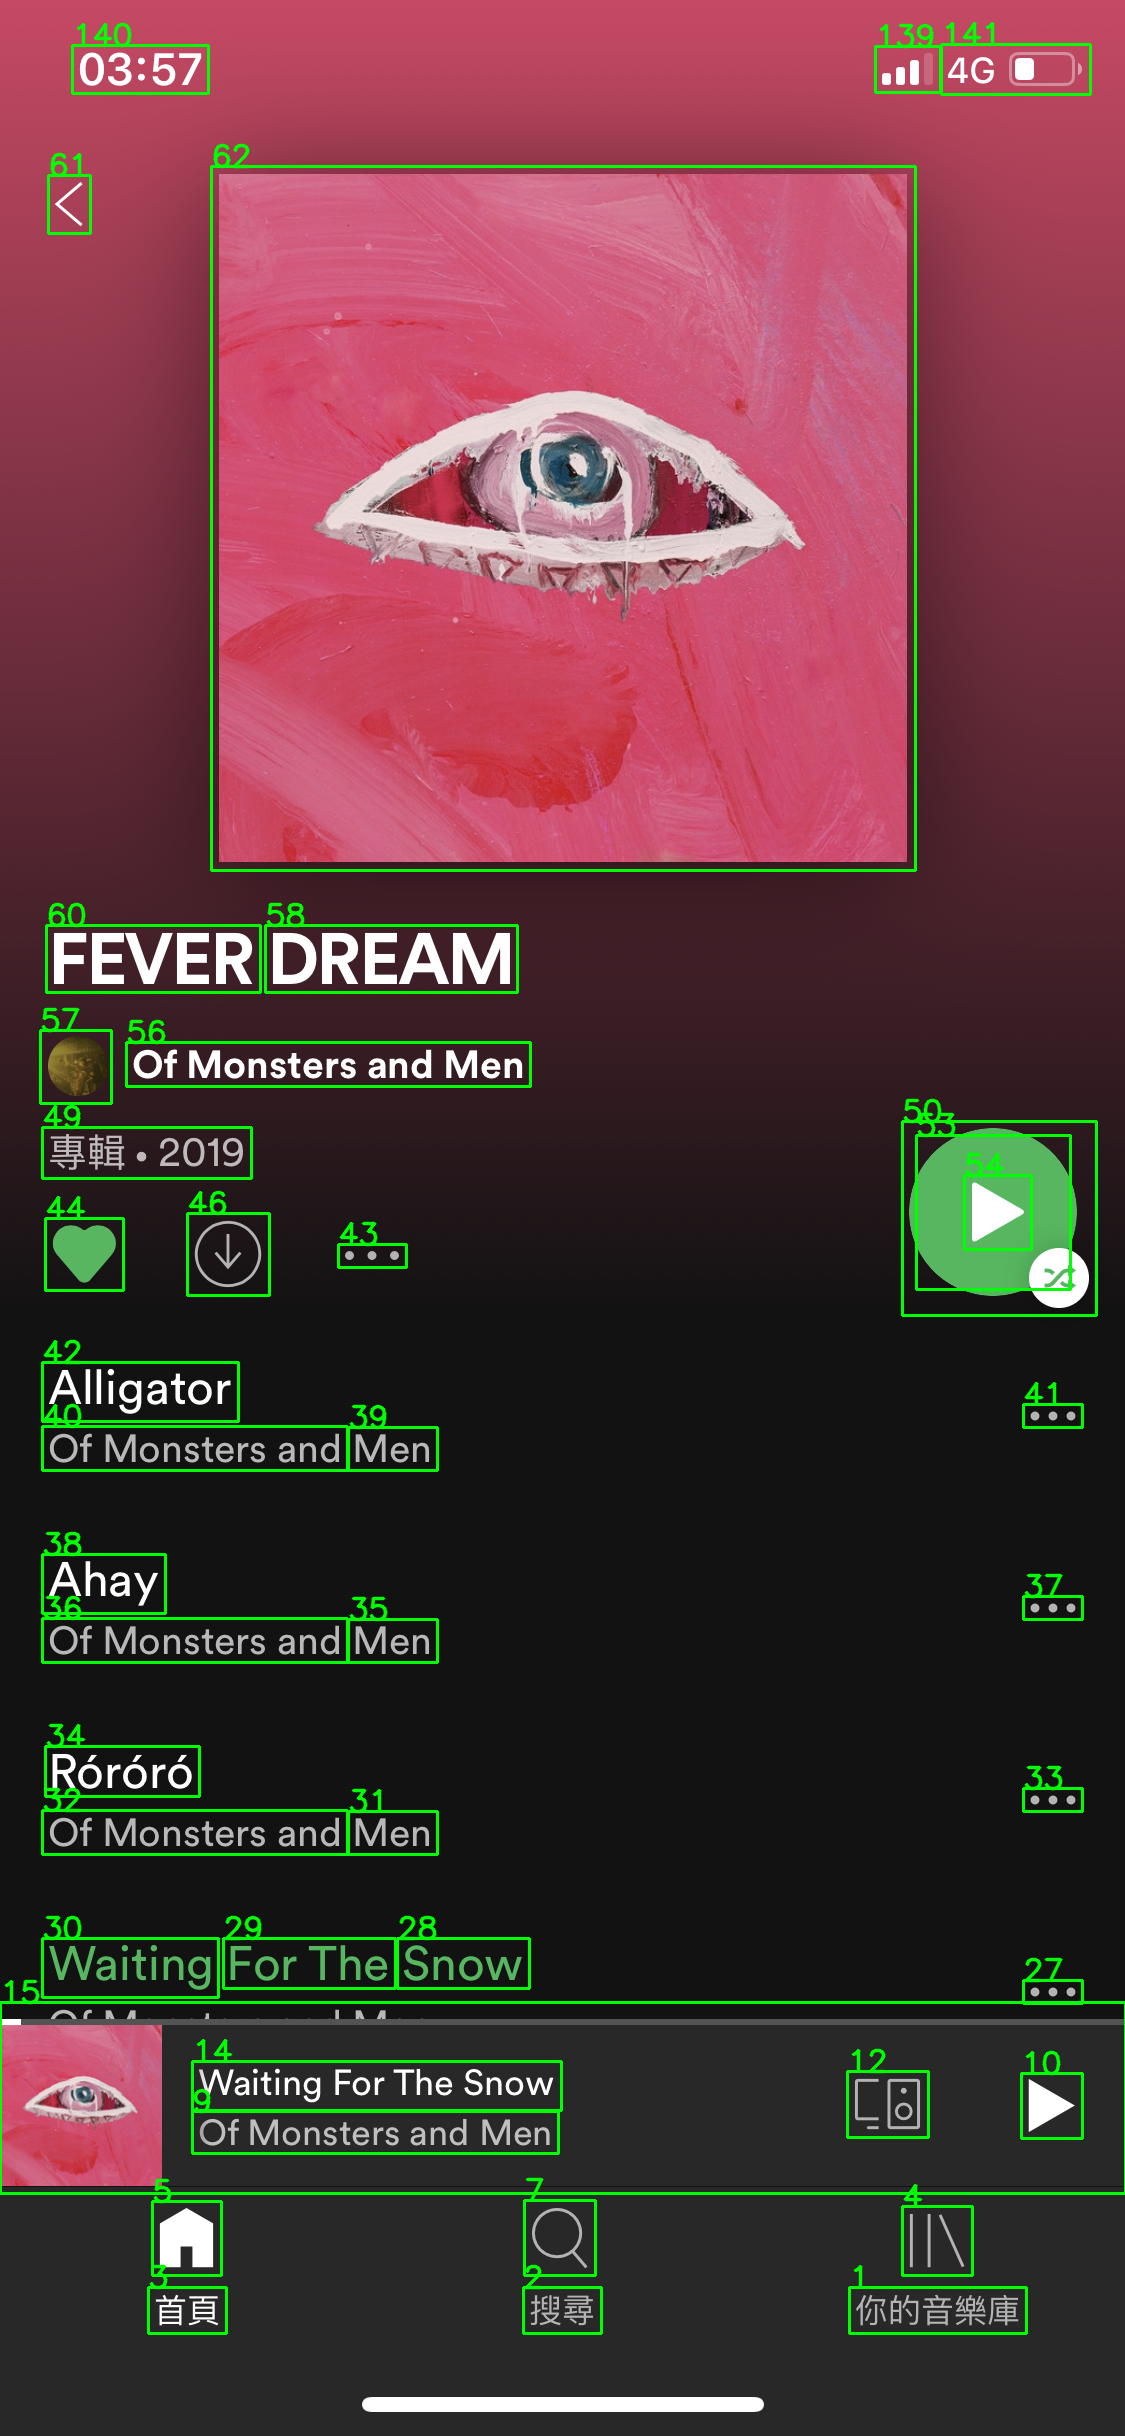 03:57
4G
FEVER DREAM
Of Monsters and Men
專輯 • 2019
Alligator
Of Monsters and Men
Ahay
Of Monsters and Men
Róróró
Of Monsters and Men
Waiting For The Snow
Of Monsters and Men
Waiting For The Snow
Of Monsters and Men
首頁
搜尋
你的音樂庫
140
139
141
61
62
60
58
57
56
49
50
53
54
44
46
43
42
40
39
41
38
36
35
37
34
32
31
33
30
29
28
27
15
14
9
12
10
5
7
4
3
2
1